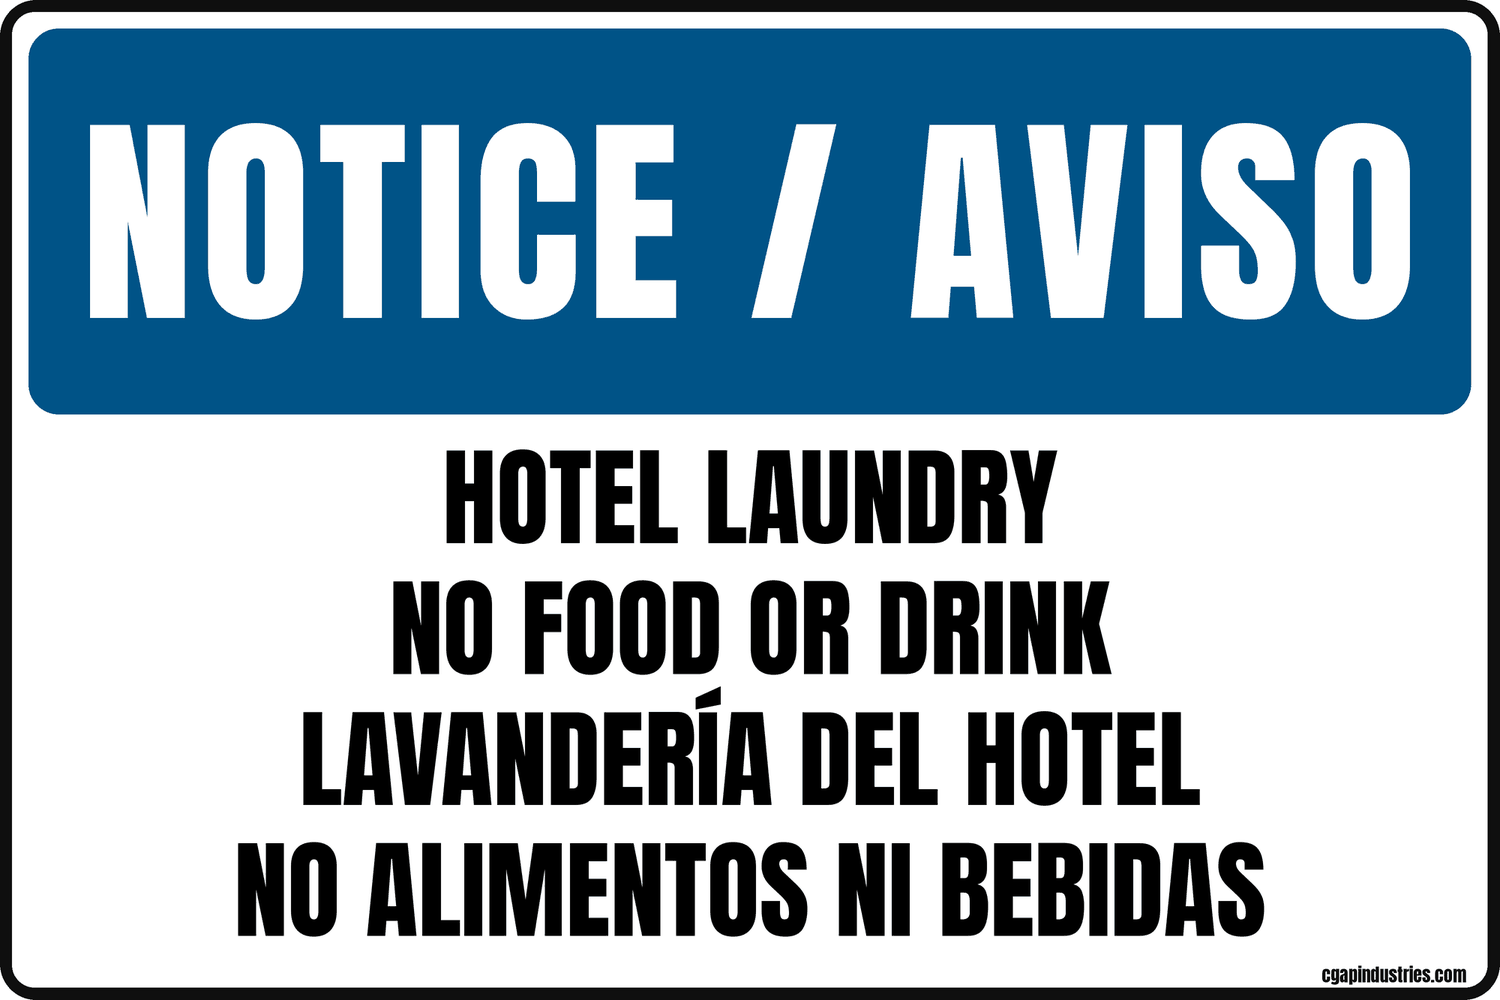 NOTICE / AVISO
HOTEL LAUNDRY
NO FOOD OR DRINK
LAVANDERÍA DEL HOTEL
NO ALIMENTOS NI BEBIDAS
cgapindustries.com